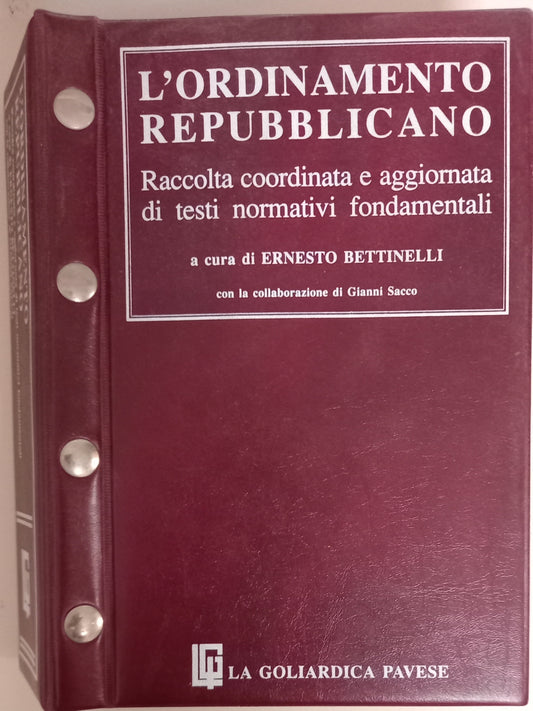 L'ORDINAMENTO
REPUBBLICANO
Raccolta coordinata e aggiornata
di testi normativi fondamentali
a cura di ERNESTO BETTINELLI
con la collaborazione di Gianni Sacco
LA GOLIARDICA PAVESE